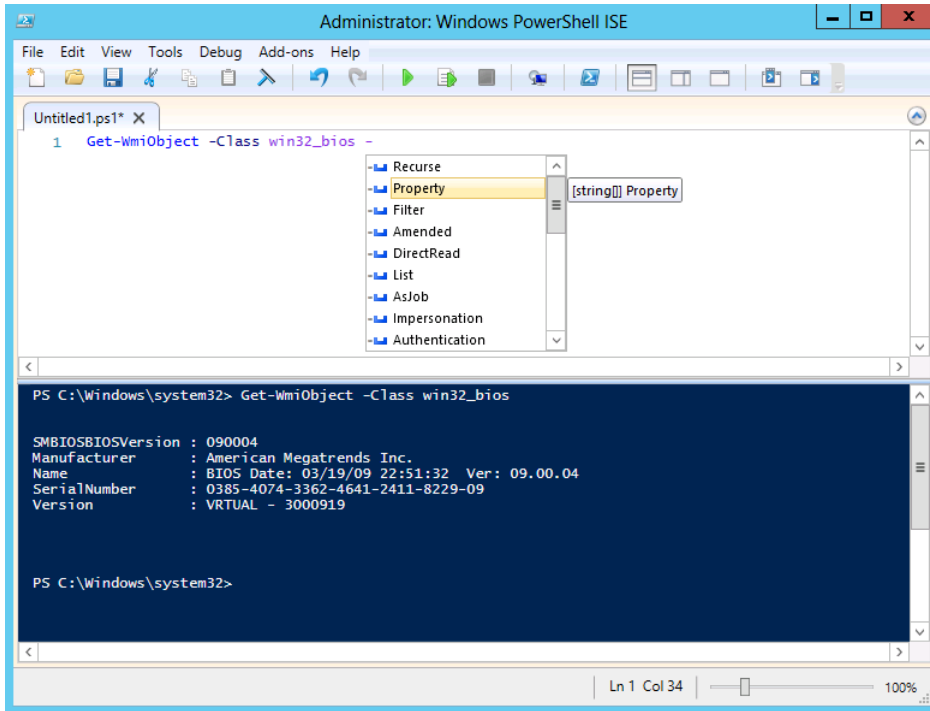 Administrator: Windows PowerShell ISE
File Edit View Tools Debug Add-ons Help
Untitled1.ps1* X
1 Get-WmiObject -Class win32_bios -
Recurse
Property [string[]] Property
Filter
Amended
DirectRead
List
AsJob
Impersonation
Authentication
PS C:\Windows\system32> Get-WmiObject -Class win32_bios
SMBIOSBIOSVersion : 090004
Manufacturer : American Megatrends Inc.
Name : BIOS Date: 03/19/09 22:51:32 Ver: 09.00.04
SerialNumber : 0385-4074-3362-4641-2411-8229-09
Version : VRTUAL - 3000919
PS C:\Windows\system32>
Ln 1 Col 34 100%